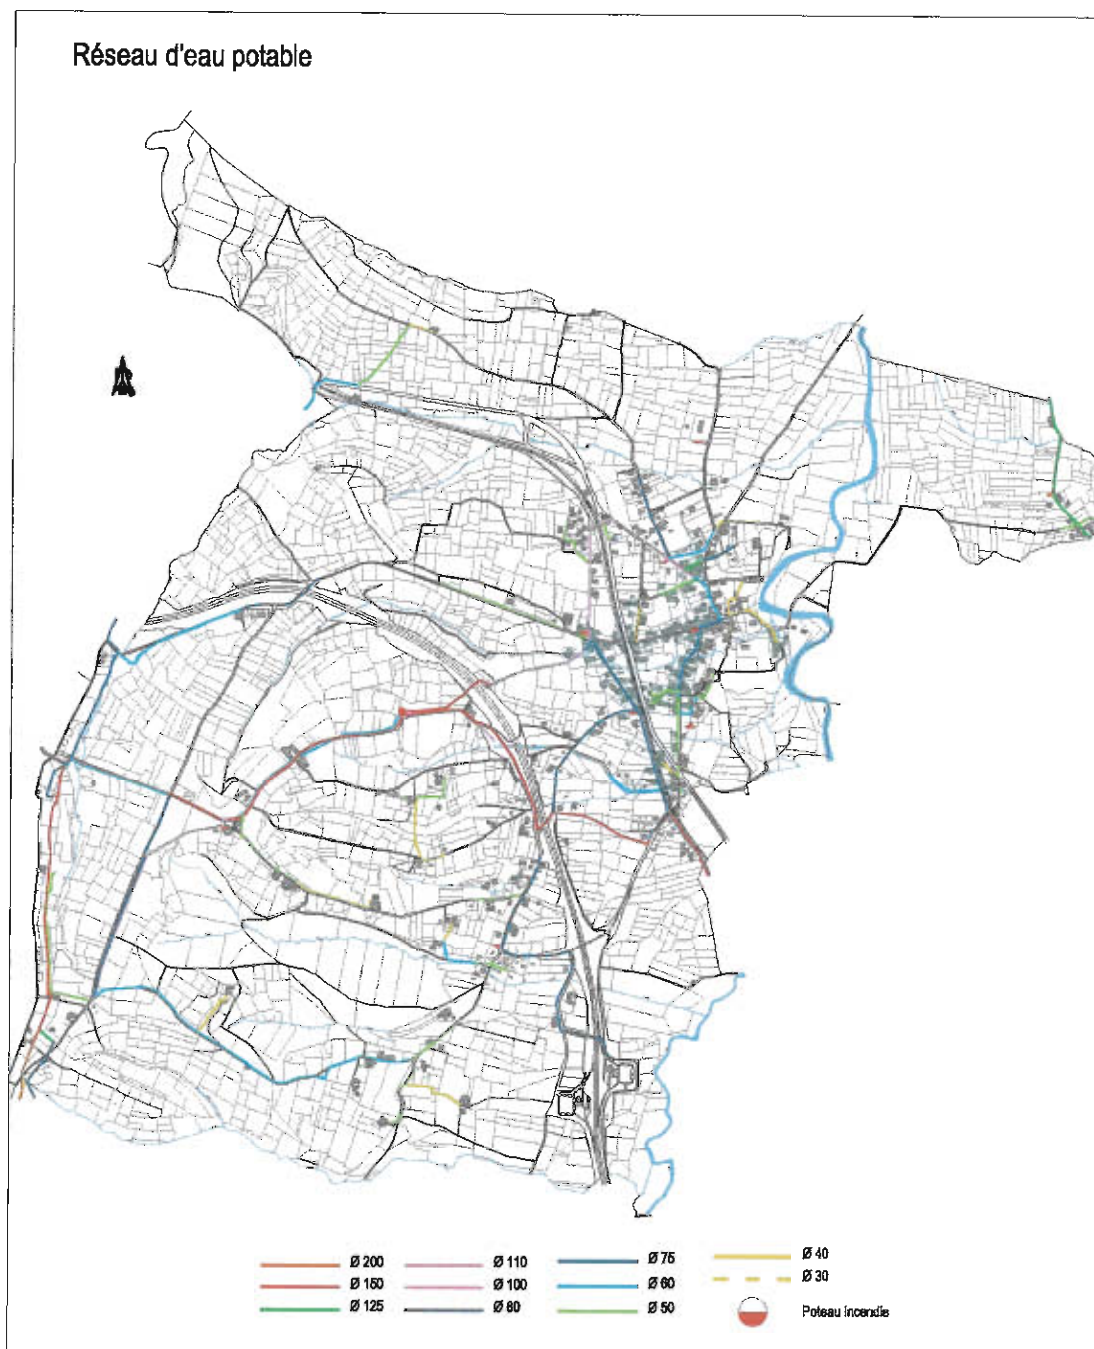 Réseau d'eau potable
Ø 200
Ø 150
Ø 125
Ø 110
Ø 100
Ø 80
Ø 75
Ø 60
Ø 50
Ø 40
Ø 30
Poteau Incendie